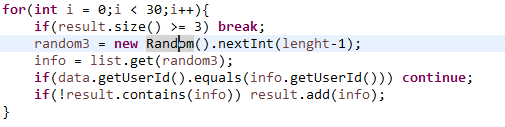 for(int i = 0;i < 30;i++){
if(result.size() >= 3) break;
random3 = new Random().nextInt(lenght-1);
info = list.get(random3);
if(data.getUserId().equals(info.getUserId())) continue;
if(!result.contains(info)) result.add(info);
}